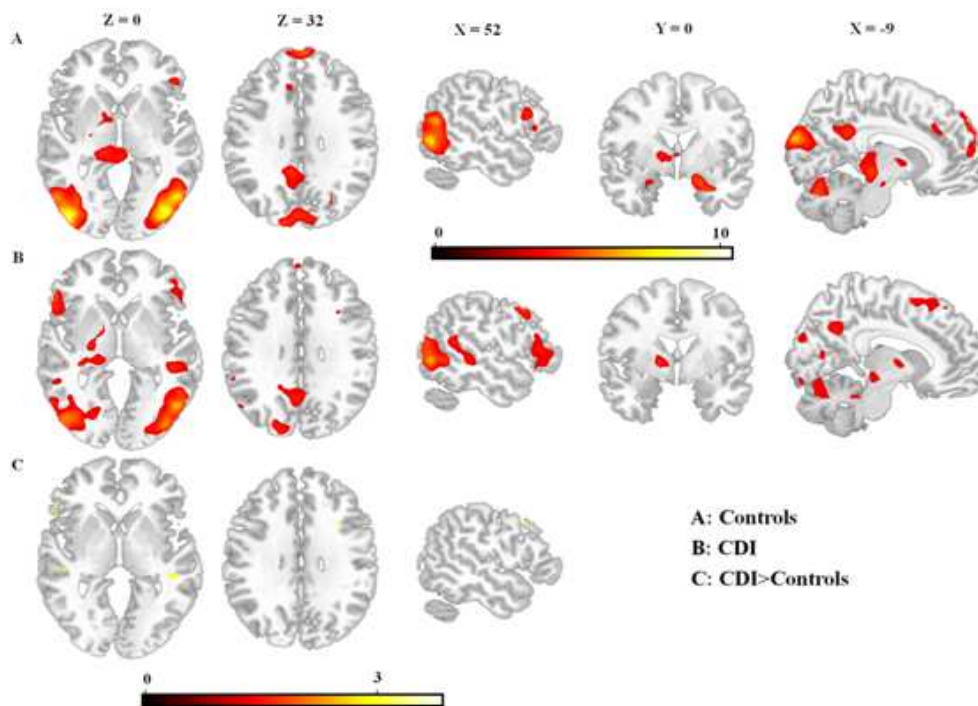 Z = 0 Z = 32 X = 52 Y = 0 X = -9
A
0 10
B
C
A: Controls
B: CDI
C: CDI>Controls
0 3